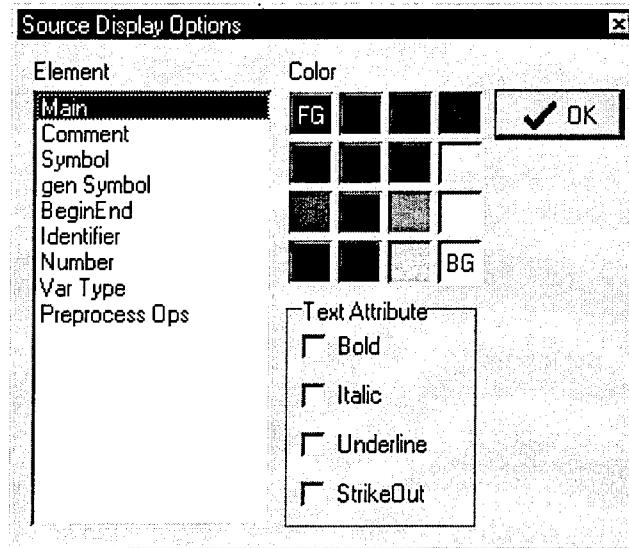 Source Display Options
Element
Color
Main
Comment
Symbol
gen Symbol
BeginEnd
Identifier
Number
Var Type
Preprocess Ops
FG
OK
BG
Text Attribute
Bold
Italic
Underline
StrikeOut